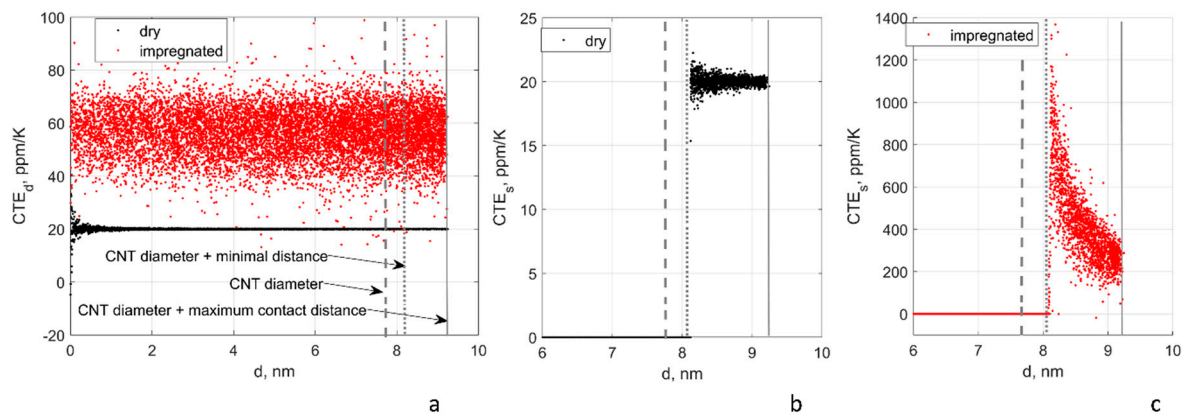 100
80
60
40
20
0
-20
CTEd, ppm/K
dry
impregnated
CNT diameter + minimal distance
CNT diameter
CNT diameter + maximum contact distance
0
2
4
6
8
10
d, nm
a
25
20
15
10
5
0
CTEs, ppm/K
dry
6
7
8
9
10
d, nm
b
1400
1200
1000
800
600
400
200
0
CTEs, ppm/K
impregnated
6
7
8
9
10
d, nm
c